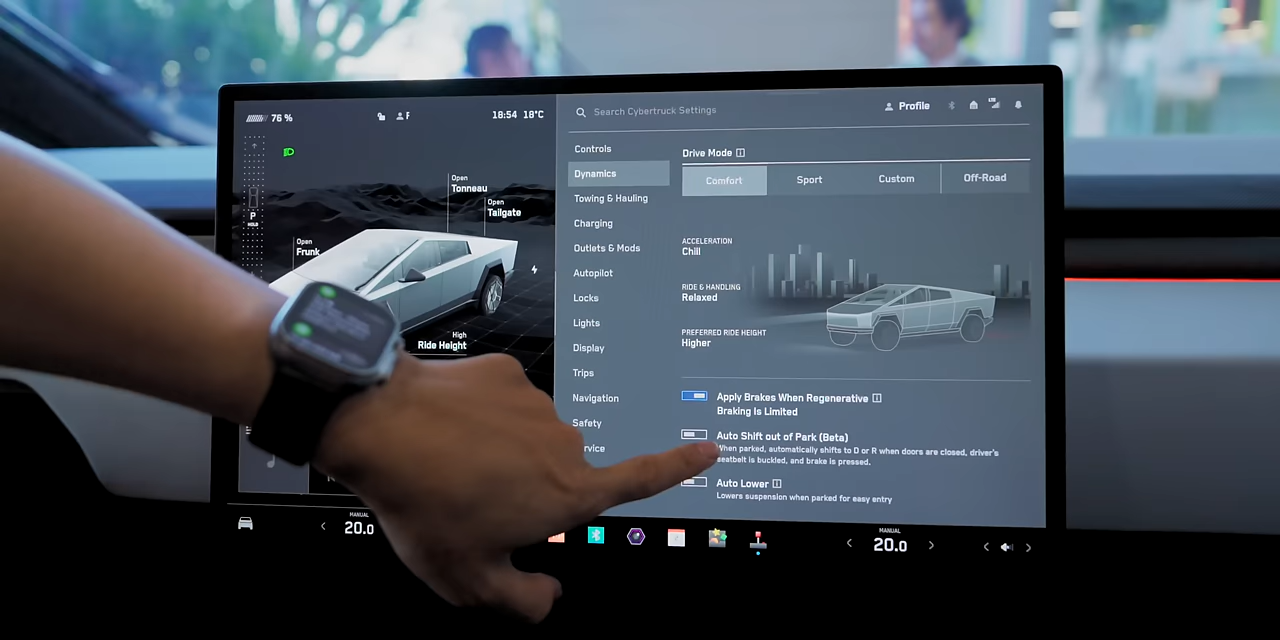 76 %
F
18:54 18°C
P
HOLD
Open
Tonneau
Open
Tailgate
Open
Frunk
High
Ride Height
Search Cybertruck Settings
Profile
LTE
Controls
Dynamics
Towing & Hauling
Charging
Outlets & Mods
Autopilot
Locks
Lights
Display
Trips
Navigation
Safety
rvice
Drive Mode
Comfort
Sport
Custom
Off-Road
ACCELERATION
Chill
RIDE & HANDLING
Relaxed
PREFERRED RIDE HEIGHT
Higher
Apply Brakes When Regenerative
Braking Is Limited
Auto Shift out of Park (Beta)
When parked, automatically shifts to D or R when doors are closed, driver's
seatbelt is buckled, and brake is pressed.
Auto Lower
Lowers suspension when parked for easy entry
MANUAL
20.0
MANUAL
20.0